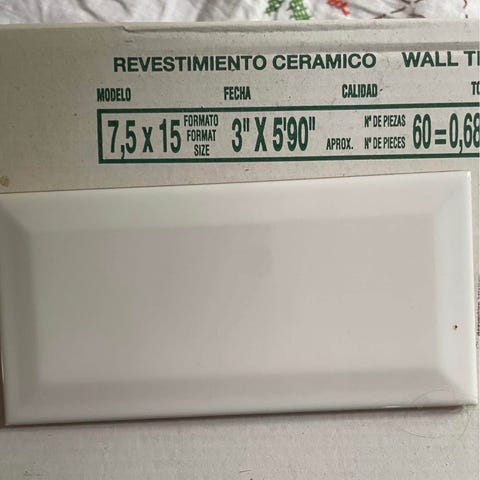 REVESTIMIENTO CERAMICO WALL
MODELO FECHA CALIDAD
7,5 x 15 FORMATO FORMAT SIZE 3" X 5'90" APROX. Nº DE PIEZAS Nº DE PIECES 60=0,68